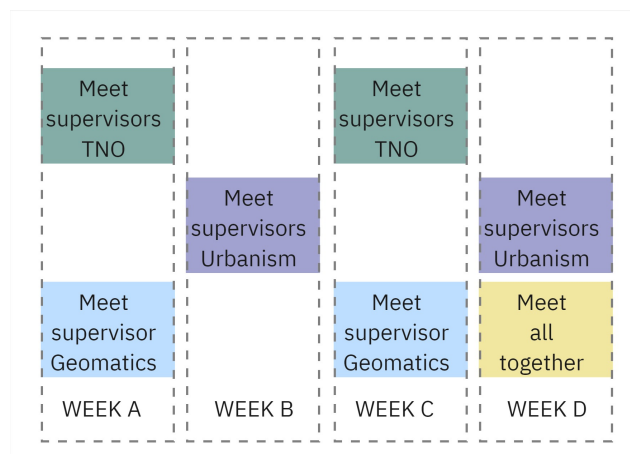 Meet
supervisors
TNO
Meet
supervisor
Geomatics
WEEK A
Meet
supervisors
Urbanism
WEEK B
Meet
supervisors
TNO
Meet
supervisor
Geomatics
WEEK C
Meet
supervisors
Urbanism
Meet
all
together
WEEK D